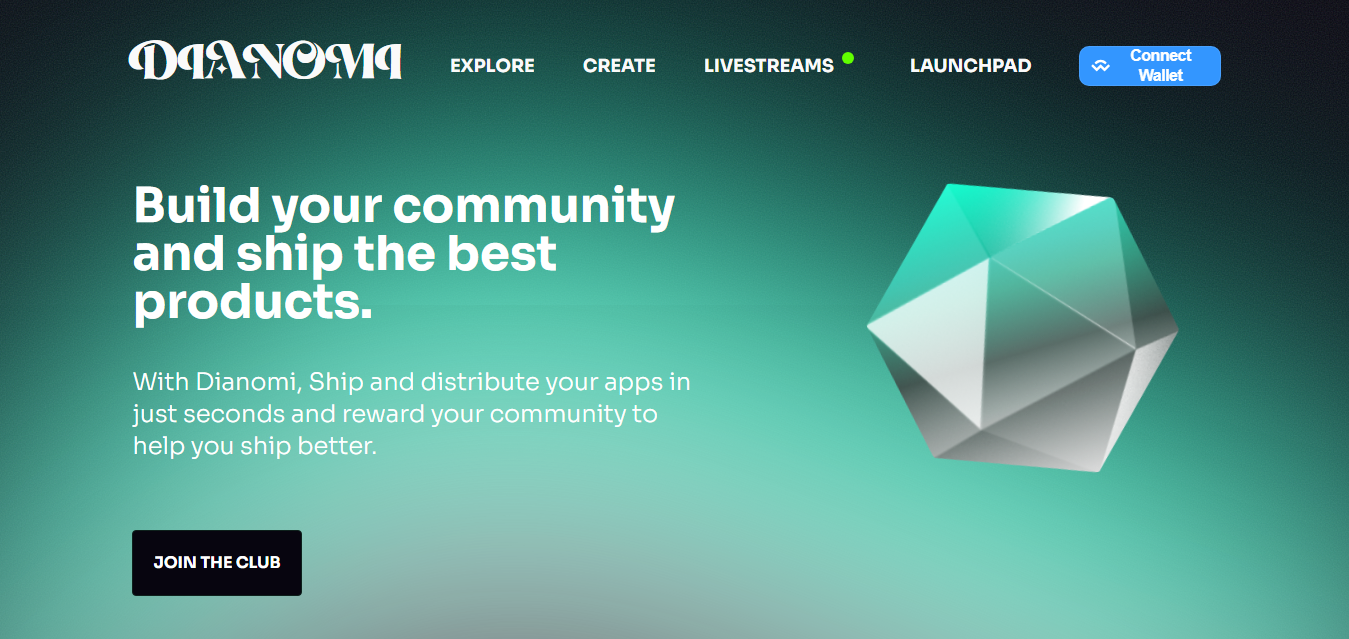 DIANOMI
EXPLORE
CREATE
LIVESTREAMS
LAUNCHPAD
Connect
Wallet
Build your community
and ship the best
products.
With Dianomi, Ship and distribute your apps in
just seconds and reward your community to
help you ship better.
JOIN THE CLUB